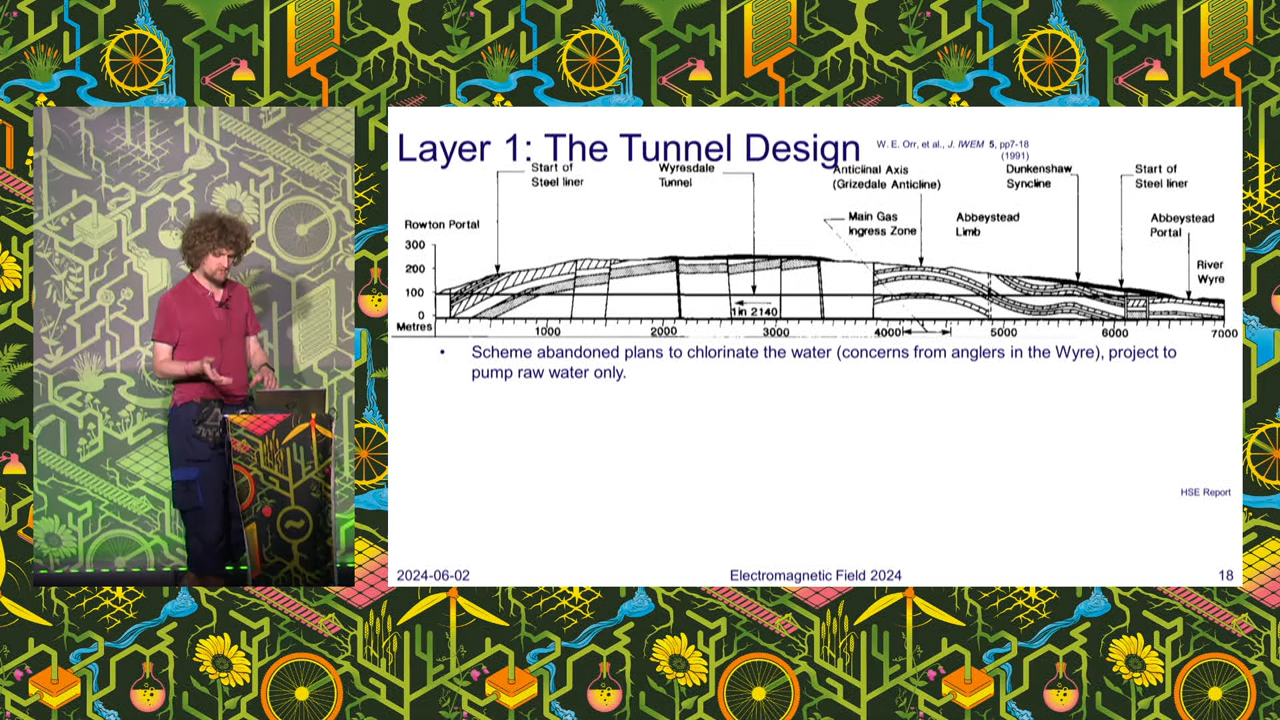 Layer 1: The Tunnel Design
W. E. Orr, et al., J. IWEM 5, pp7-18
(1991)
Start of
Steel liner
Wyresdale
Tunnel
Anticlinal Axis
(Grizedale Anticline)
Dunkenshaw
Syncline
Start of
Steel liner
Rowton Portal
Main Gas
Ingress Zone
Abbeystead
Limb
Abbeystead
Portal
River
Wyre
300
200
100
0
1 in 2140
Metres
1000
2000
3000
4000
5000
6000
7000
• Scheme abandoned plans to chlorinate the water (concerns from anglers in the Wyre), project to
pump raw water only.
HSE Report
2024-06-02
Electromagnetic Field 2024
18